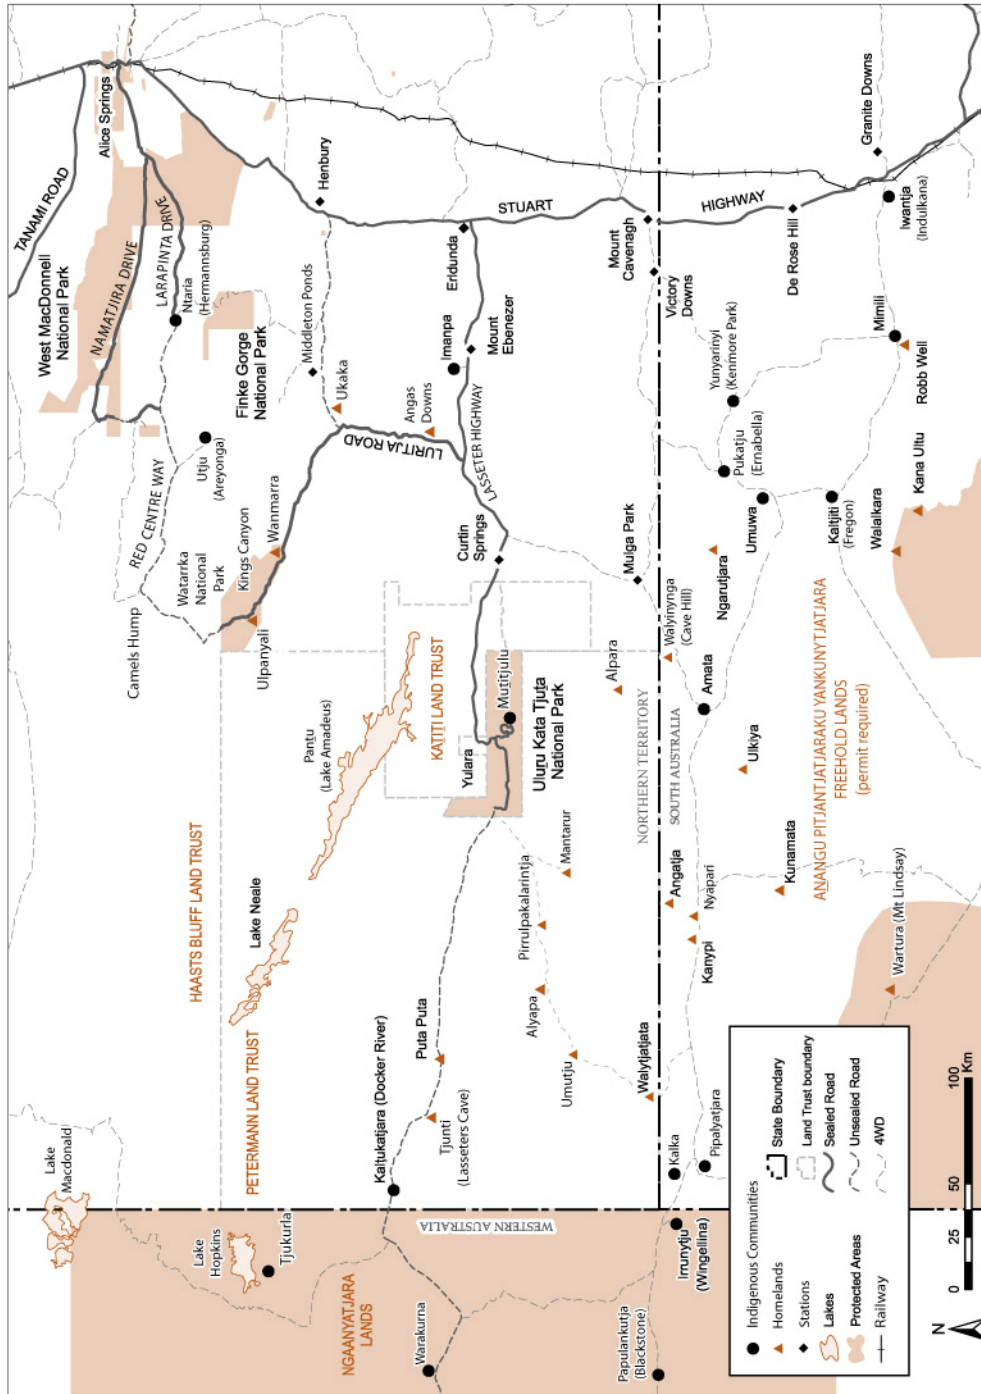 Lake
Macdonald
Lake
Hopkins
Tjukurla
NGAANYATJARA
LANDS
Warakurna
Papulankutja
(Blackstone)
WESTERN AUSTRALIA
Irrunytju
(Wingellina)
HAASTS BLUFF LAND TRUST
PETERMANN LAND TRUST
Kaltukatjara (Docker River)
Tjunti
(Lasseters Cave)
Puta Puta
Lake Neale
Pantu
(Lake Amadeus)
KATITI LAND TRUST
Yulara
Mutitjulu
Uluru Kata Tjuta
National Park
Mantarur
Pirrulpakalarintja
Alyapa
Umutju
Walytjatjata
Kalka
Pipalyatjara
Kanypi
Nyapari
Angatja
Kunamata
Wartura (Mt Lindsay)
NORTHERN TERRITORY
SOUTH AUSTRALIA
ANANGU PITJANTJATJARAKU YANKUNYTJATJARA
FREEHOLD LANDS
(permit required)
Ulkiya
Amata
Alpara
Walyinynga
(Cave Hill)
Mulga Park
Ngarutjara
Umuwa
Pukatju
(Ernabella)
Yunyarinyi
(Kenmore Park)
Kaltjiti
(Fregon)
Walalkara
Kana Ultu
Robb Well
Mimili
Iwantja
(Indulkana)
Granite Downs
De Rose Hill
Victory
Downs
Mount
Cavenagh
STUART
HIGHWAY
Camels Hump
RED CENTRE WAY
Watarrka
National
Park
Kings Canyon
Ulpanyali
Wanmarra
Utju
(Areyonga)
Finke Gorge
National Park
Middleton Ponds
Ukaka
LURITJA ROAD
Angas
Downs
Imanpa
Mount
Ebenezer
LASSETER HIGHWAY
Curtin
Springs
Erldunda
Henbury
TANAMI ROAD
Alice Springs
West MacDonnell
National Park
NAMATJIRA DRIVE
LARAPINTA DRIVE
Ntaria
(Hermannsburg)
Indigenous Communities
Homelands
Stations
Lakes
Protected Areas
Railway
State Boundary
Land Trust boundary
Sealed Road
Unsealed Road
4WD
N
0 25 50 100
Km